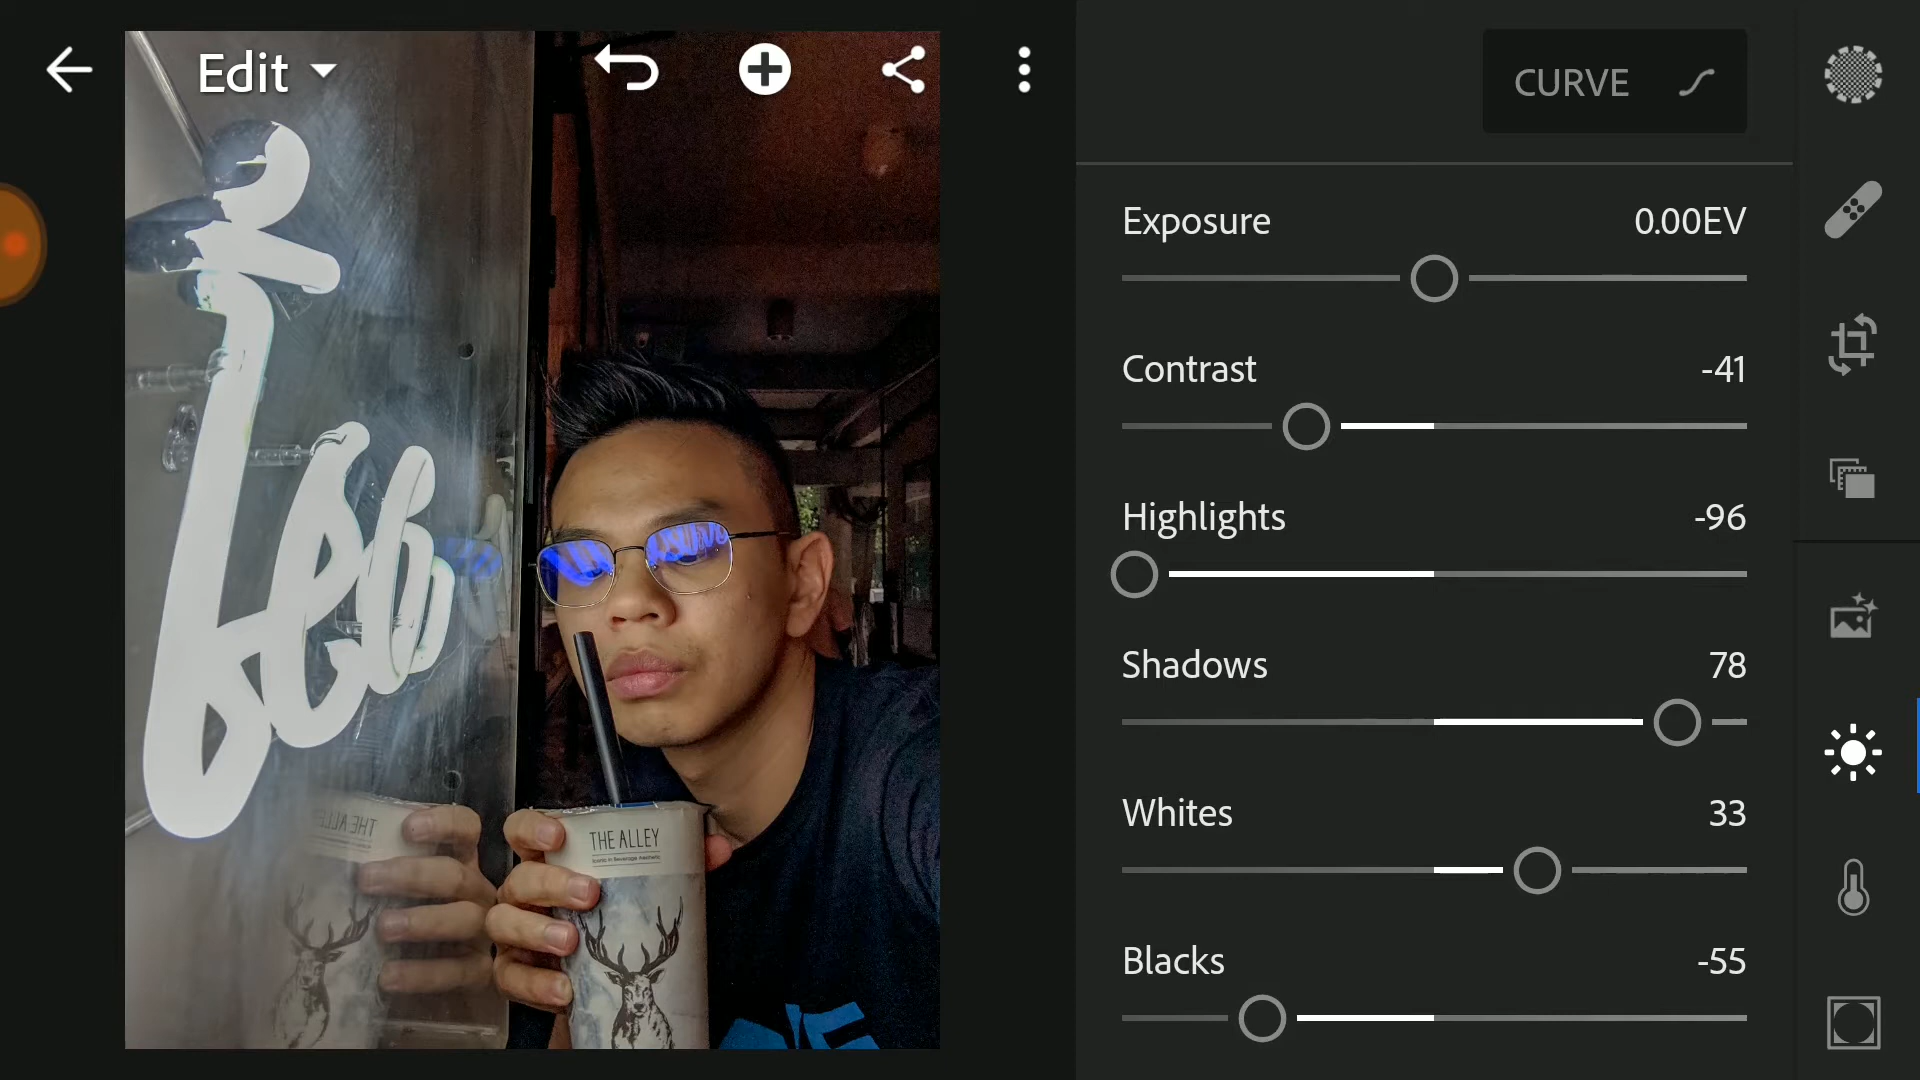 Edit
CURVE
Exposure 0.00EV
Contrast -41
Highlights -96
Shadows 78
Whites 33
Blacks -55
THE ALLEY